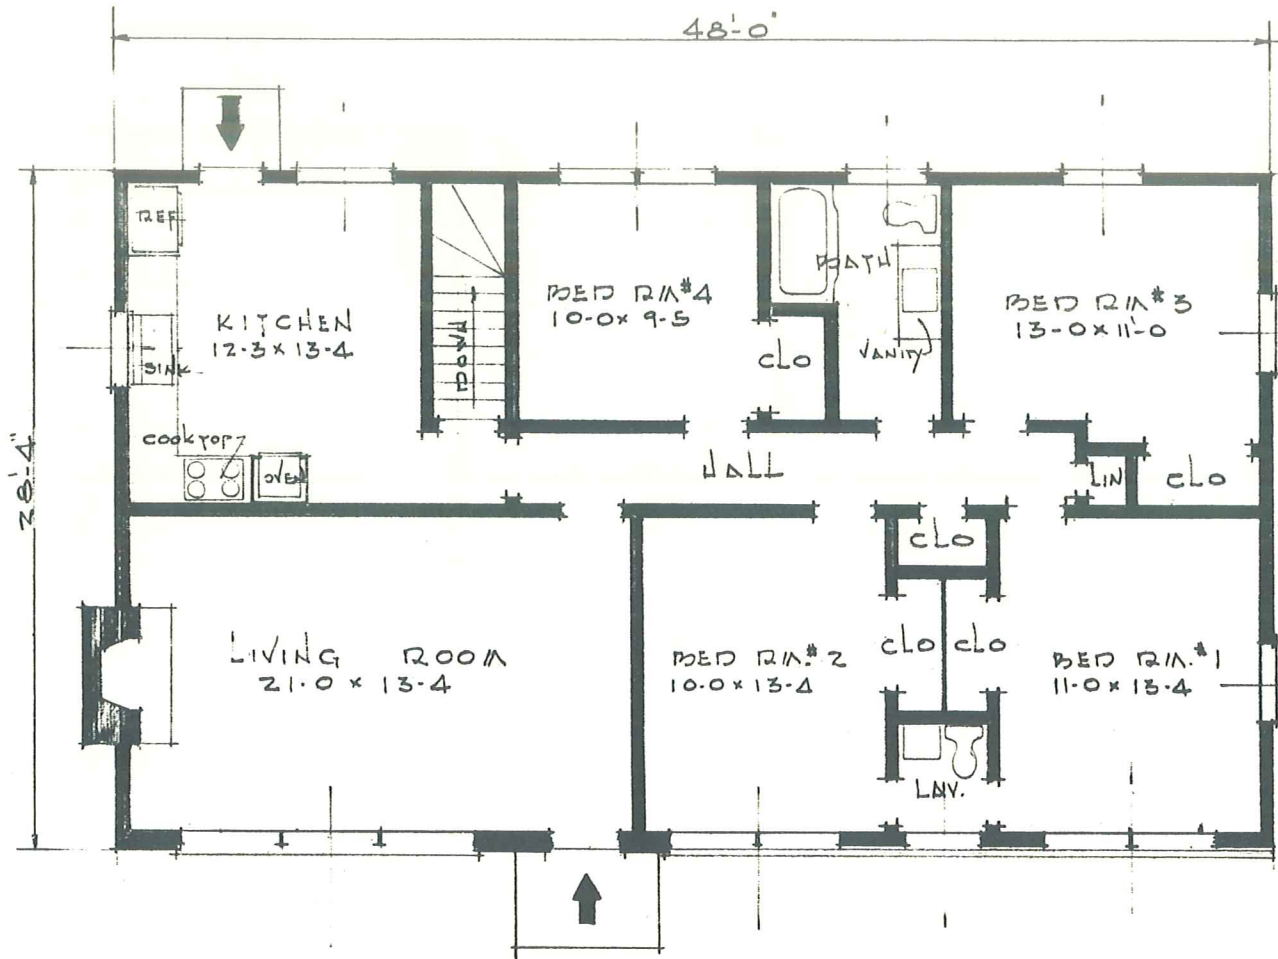 48'-0"
28'-4"
REF
KITCHEN
12-3 x 13-4
SINK
COOKTOP
OVEN
DOWN
BED RM #4
10-0 x 9-5
CLO
BATH
VANITY
BED RM #3
13-0 x 11'-0
HALL
LIN
CLO
CLO
LIVING ROOM
21-0 x 13-4
BED RM. #2
10-0 x 13-4
CLO
CLO
BED RM. #1
11-0 x 13-4
LAV.